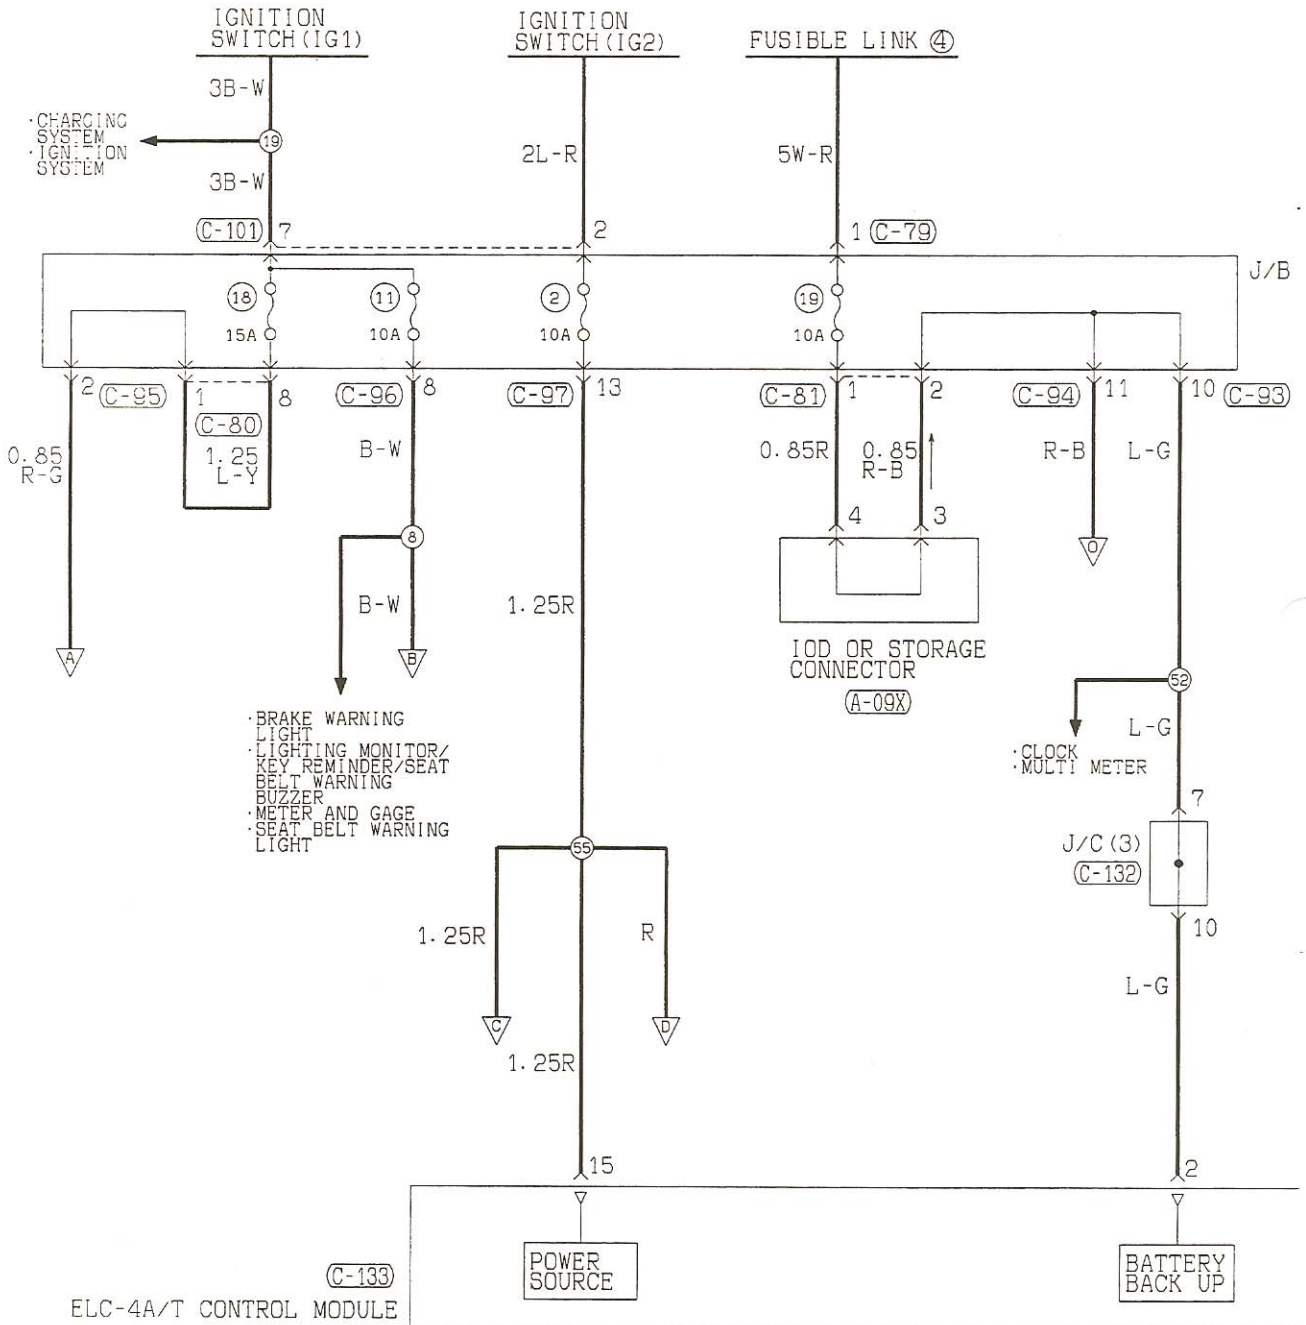 IGNITION
SWITCH(IG1)
IGNITION
SWITCH(IG2)
FUSIBLE LINK ④
3B-W
·CHARGING
SYSTEM
·IGNITION
SYSTEM
19
2L-R
5W-R
3B-W
C-101
7
2
1
C-79
J/B
18
11
2
19
15A
10A
10A
10A
2
C-95
1
8
C-96
8
C-97
13
C-81
1
2
C-94
11
10
C-93
C-80
0.85
R-G
1.25
L-Y
B-W
0.85R
0.85
R-B
R-B
L-G
4
3
8
O
B-W
1.25R
A
B
IOD OR STORAGE
CONNECTOR
A-09X
52
·BRAKE WARNING
LIGHT
·LIGHTING MONITOR/
KEY REMINDER/SEAT
BELT WARNING
BUZZER
·METER AND GAGE
·SEAT BELT WARNING
LIGHT
L-G
·CLOCK
·MULTI METER
7
55
J/C(3)
C-132
1.25R
R
10
L-G
C
D
1.25R
15
2
POWER
SOURCE
BATTERY
BACK UP
C-133
ELC-4A/T CONTROL MODULE